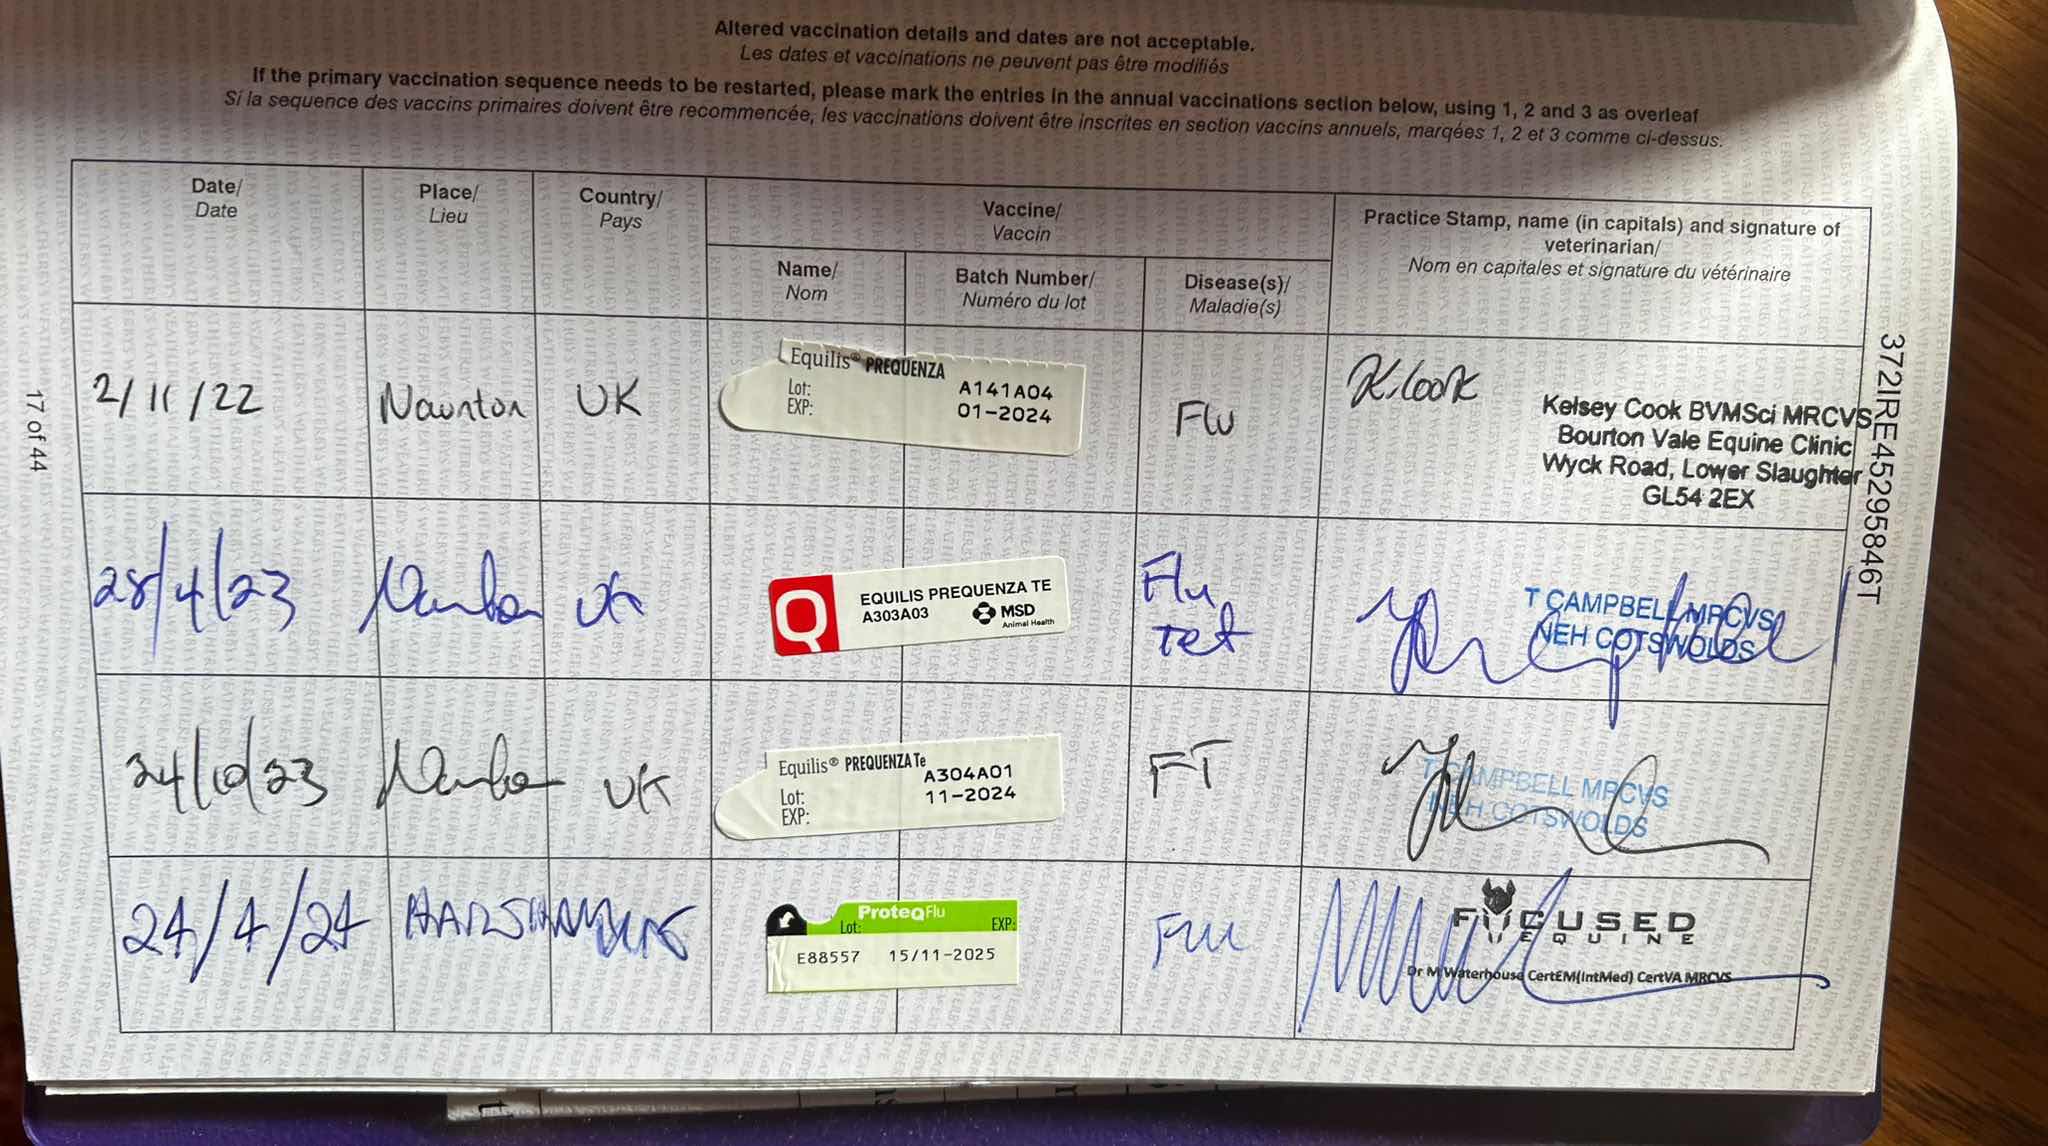 Altered vaccination details and dates are not acceptable.
Les dates et vaccinations ne peuvent pas être modifiés
If the primary vaccination sequence needs to be restarted, please mark the entries in the annual vaccinations section below, using 1, 2 and 3 as overleaf
Si la sequence des vaccins primaires doivent être recommencée, les vaccinations doivent être inscrites en section vaccins annuels, marqées 1, 2 et 3 comme ci-dessus.
Date/
Date
Place/
Lieu
Country/
Pays
Vaccine/
Vaccin
Name/
Nom
Batch Number/
Numéro du lot
Disease(s)/
Maladie(s)
Practice Stamp, name (in capitals) and signature of
veterinarian/
Nom en capitales et signature du vétérinaire
2/11/22
Naunton
UK
Equilis® PREQUENZA
Lot: A141A04
EXP: 01-2024
Flu
K.Cook
Kelsey Cook BVMSci MRCVS
Bourton Vale Equine Clinic
Wyck Road, Lower Slaughter
GL54 2EX
28/4/23
Naunton
UK
Q
EQUILIS PREQUENZA TE
A303A03
MSD
Animal Health
Flu
Tet
T CAMPBELL MRCVS
NEH COTSWOLDS
24/10/23
Naunton
UK
Equilis® PREQUENZA Te
Lot: A304A01
EXP: 11-2024
FT
T CAMPBELL MRCVS
NEH COTSWOLDS
24/4/24
ProteqFlu
Lot: EXP:
E88557 15/11-2025
Flu
FOCUSED
EQUINE
Dr M Waterhouse CertEM(IntMed) CertVA MRCVS
17 of 44
372IRE45295846T